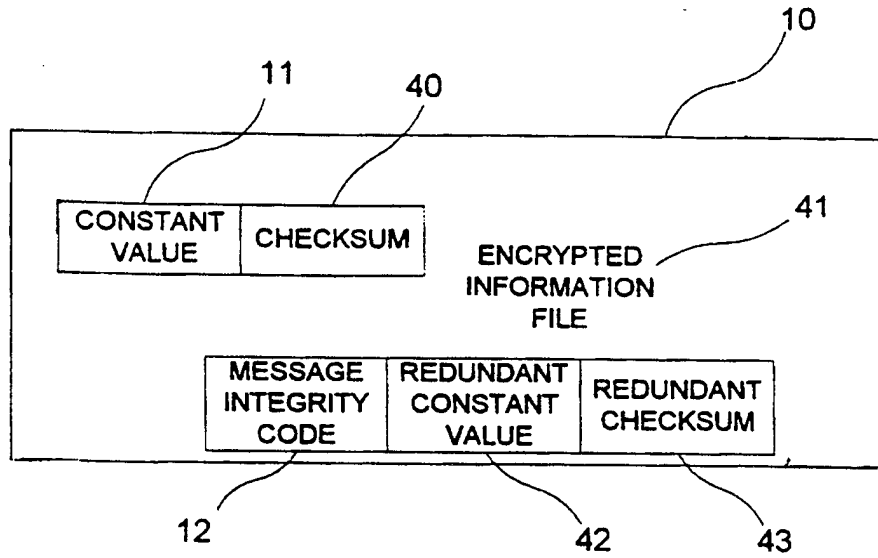 10
11
40
41
CONSTANT
VALUE
CHECKSUM
ENCRYPTED
INFORMATION
FILE
MESSAGE
INTEGRITY
CODE
REDUNDANT
CONSTANT
VALUE
REDUNDANT
CHECKSUM
12
42
43